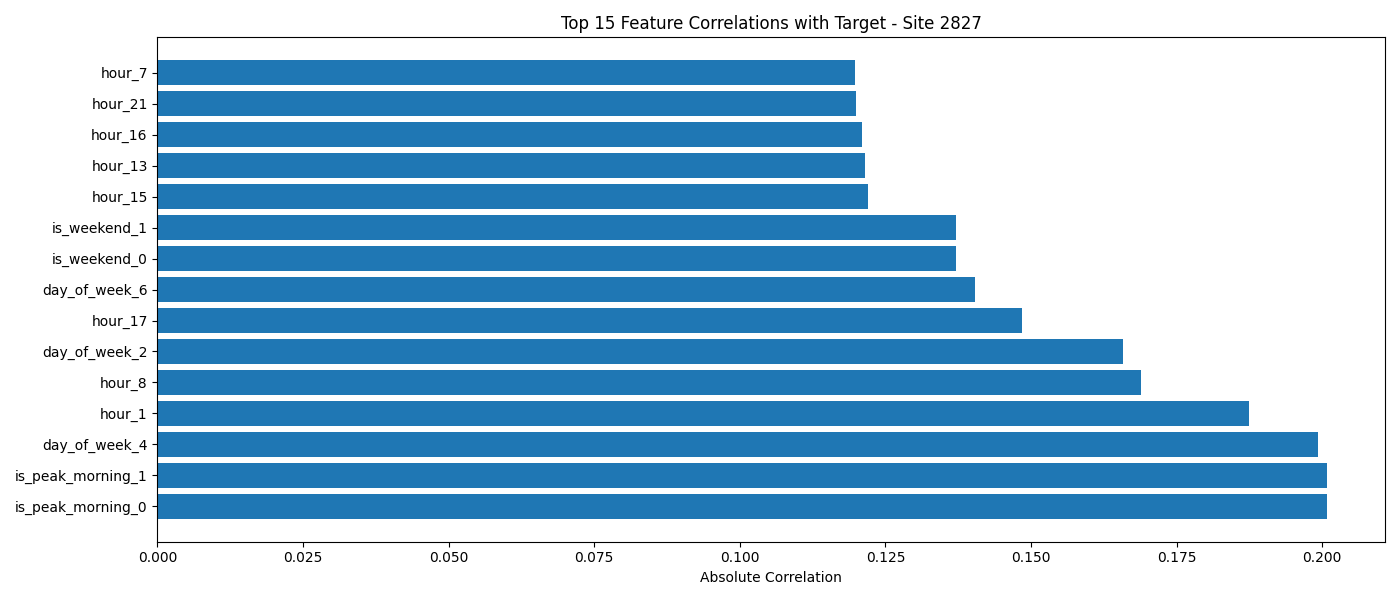 Top 15 Feature Correlations with Target - Site 2827
hour_7
hour_21
hour_16
hour_13
hour_15
is_weekend_1
is_weekend_0
day_of_week_6
hour_17
day_of_week_2
hour_8
hour_1
day_of_week_4
is_peak_morning_1
is_peak_morning_0
0.000 0.025 0.050 0.075 0.100 0.125 0.150 0.175 0.200
Absolute Correlation